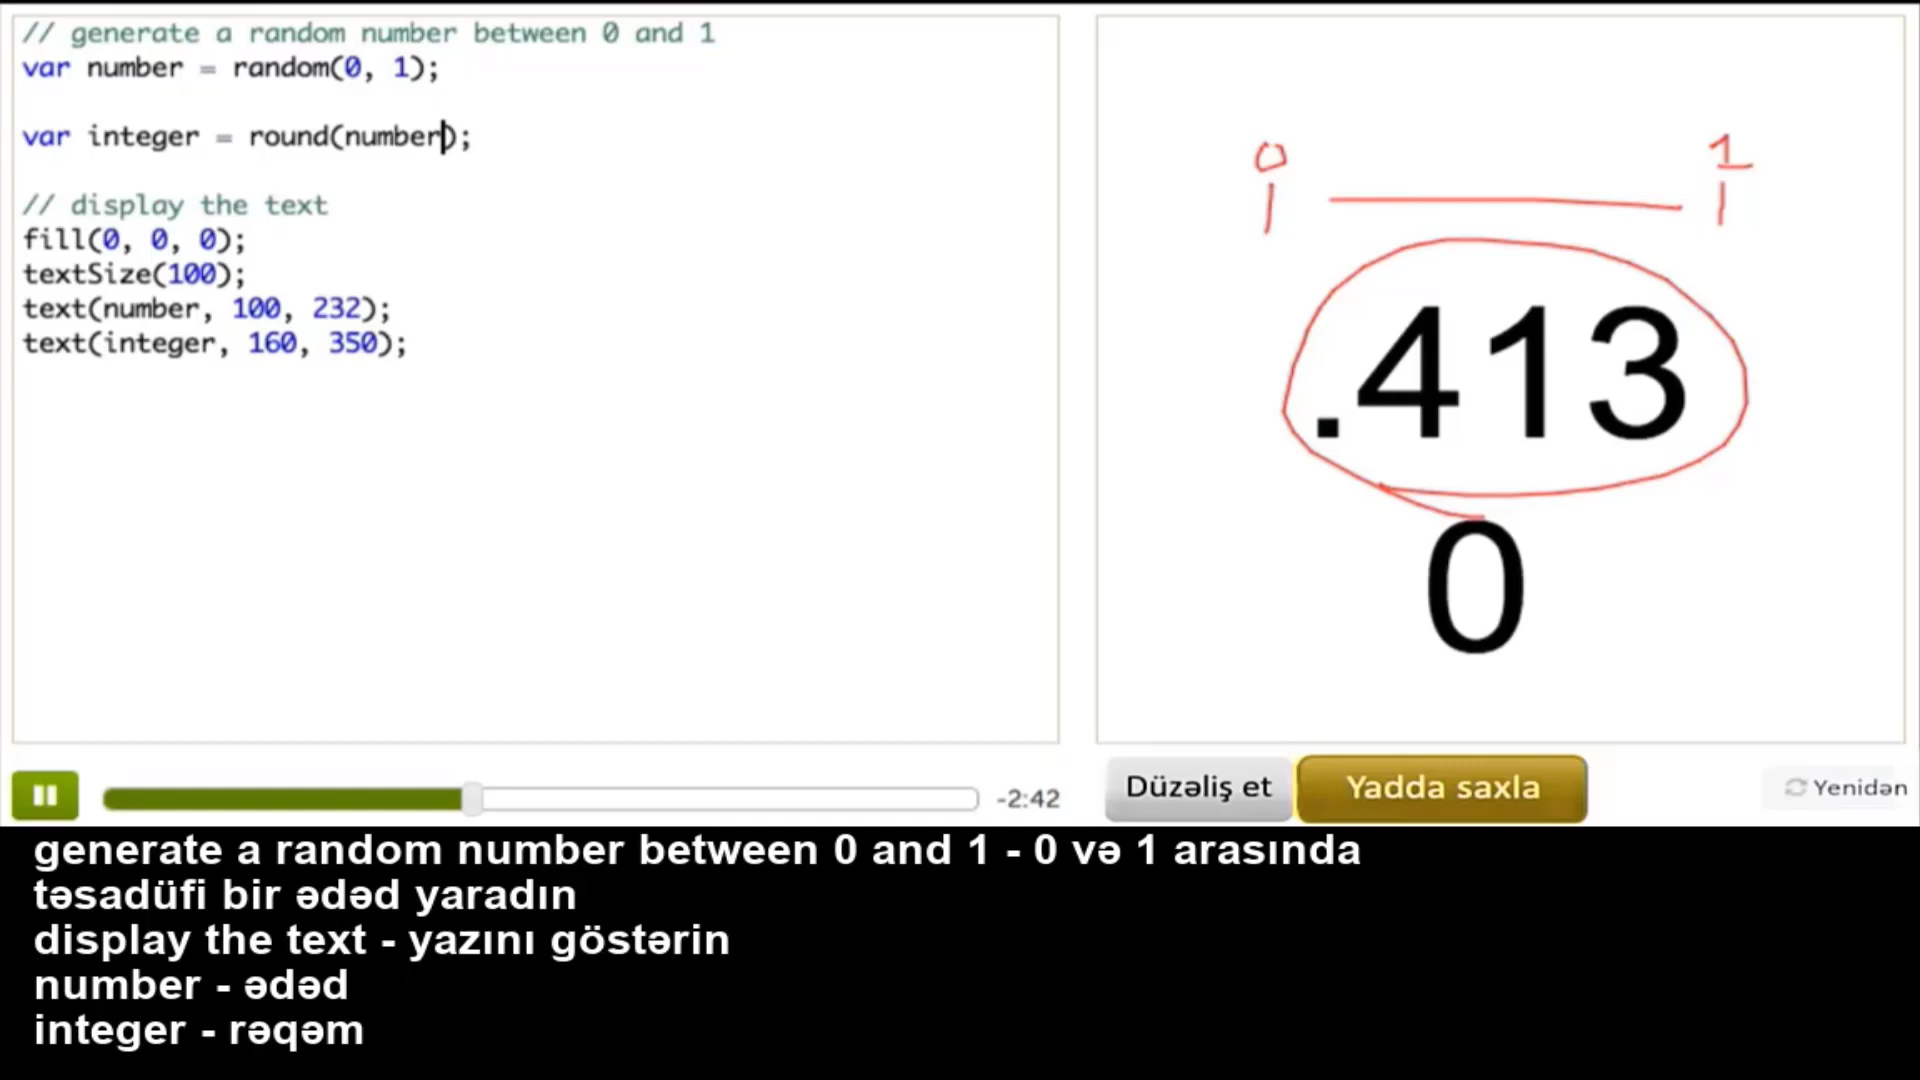 // generate a random number between 0 and 1
var number = random(0, 1);
var integer = round(number);
// display the text
fill(0, 0, 0);
textSize(100);
text(number, 100, 232);
text(integer, 160, 350);
0
1
.413
0
-2:42
Düzəliş et
Yadda saxla
Yenidən
generate a random number between 0 and 1 - 0 və 1 arasında
təsadüfi bir ədəd yaradın
display the text - yazını göstərin
number - ədəd
integer - rəqəm